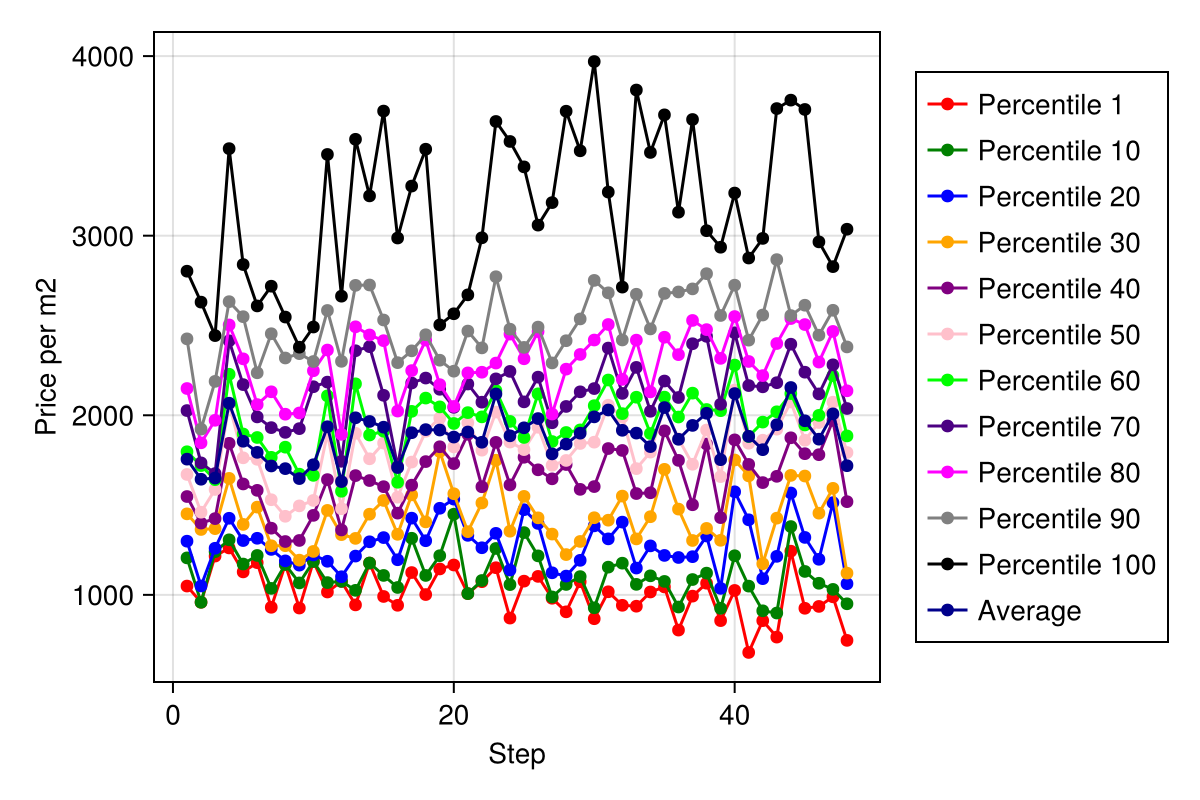 4000
3000
2000
1000
Price per m2
0
20
40
Step
Percentile 1
Percentile 10
Percentile 20
Percentile 30
Percentile 40
Percentile 50
Percentile 60
Percentile 70
Percentile 80
Percentile 90
Percentile 100
Average